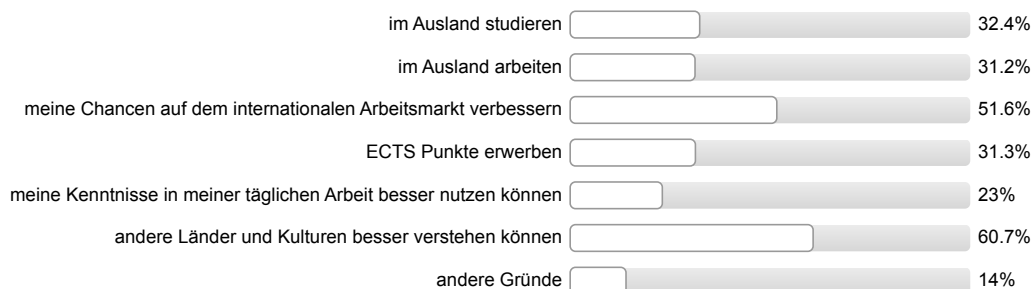 im Ausland studieren 32.4%
im Ausland arbeiten 31.2%
meine Chancen auf dem internationalen Arbeitsmarkt verbessern 51.6%
ECTS Punkte erwerben 31.3%
meine Kenntnisse in meiner täglichen Arbeit besser nutzen können 23%
andere Länder und Kulturen besser verstehen können 60.7%
andere Gründe 14%